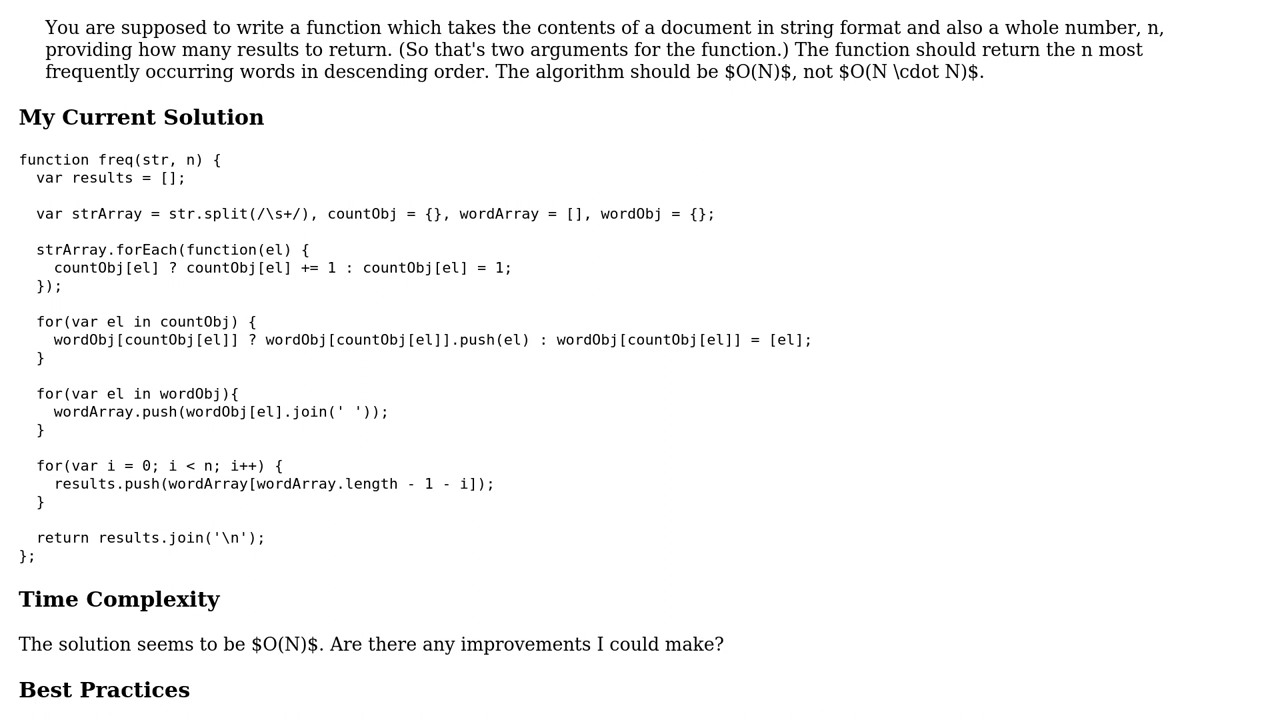 You are supposed to write a function which takes the contents of a document in string format and also a whole number, n,
providing how many results to return. (So that's two arguments for the function.) The function should return the n most
frequently occurring words in descending order. The algorithm should be $O(N)$, not $O(N \cdot N)$.
My Current Solution
function freq(str, n) {
  var results = [];
  var strArray = str.split(/\s+/), countObj = {}, wordArray = [], wordObj = {};
  strArray.forEach(function(el) {
    countObj[el] ? countObj[el] += 1 : countObj[el] = 1;
  });
  for(var el in countObj) {
    wordObj[countObj[el]] ? wordObj[countObj[el]].push(el) : wordObj[countObj[el]] = [el];
  }
  for(var el in wordObj){
    wordArray.push(wordObj[el].join(' '));
  }
  for(var i = 0; i < n; i++) {
    results.push(wordArray[wordArray.length - 1 - i]);
  }
  return results.join('\n');
};
Time Complexity
The solution seems to be $O(N)$. Are there any improvements I could make?
Best Practices